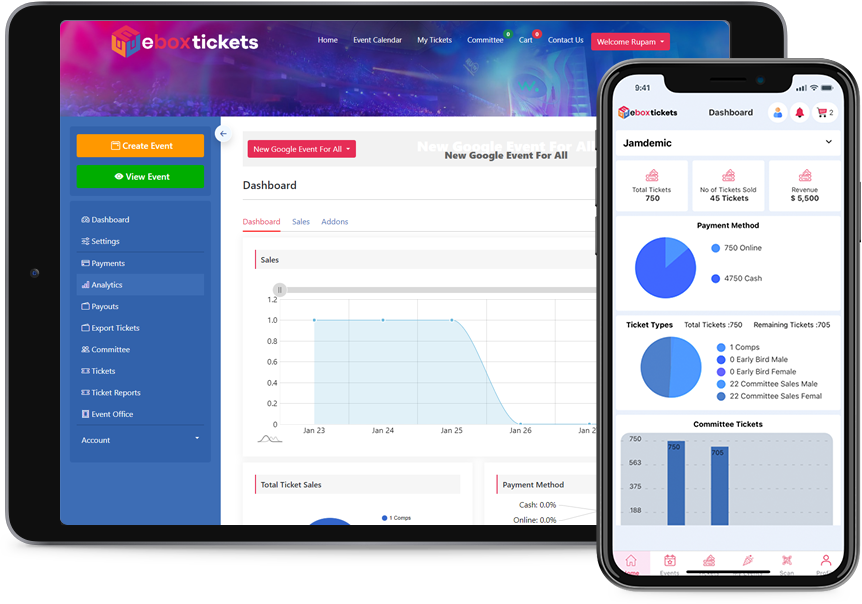 eboxtickets
Home Event Calendar My Tickets Committee 0 Cart 0 Contact Us Welcome Rupam
Create Event
View Event
Dashboard
Settings
Payments
Analytics
Payouts
Export Tickets
Committee
Tickets
Ticket Reports
Event Office
Account
New Google Event For All
New Google Event For All
New Google Event For All
Dashboard
Dashboard Sales Addons
Sales
1.2
1.0
0.8
0.6
0.4
0.2
0
Jan 23 Jan 24 Jan 25 Jan 26
Total Ticket Sales
1 Comps
Payment Method
Cash: 0.0%
Online: 0.0%
9:41
eboxtickets Dashboard 2
Jamdemic
Total Tickets
750
No of Tickets Sold
45 Tickets
Revenue
$ 5,500
Payment Method
750 Online
4750 Cash
Ticket Types Total Tickets :750 Remaining Tickets :705
1 Comps
0 Early Bird Male
0 Early Bird Female
22 Committee Sales Male
22 Committee Sales Femal
Committee Tickets
750
563
375
188
750
705
Events
Scan